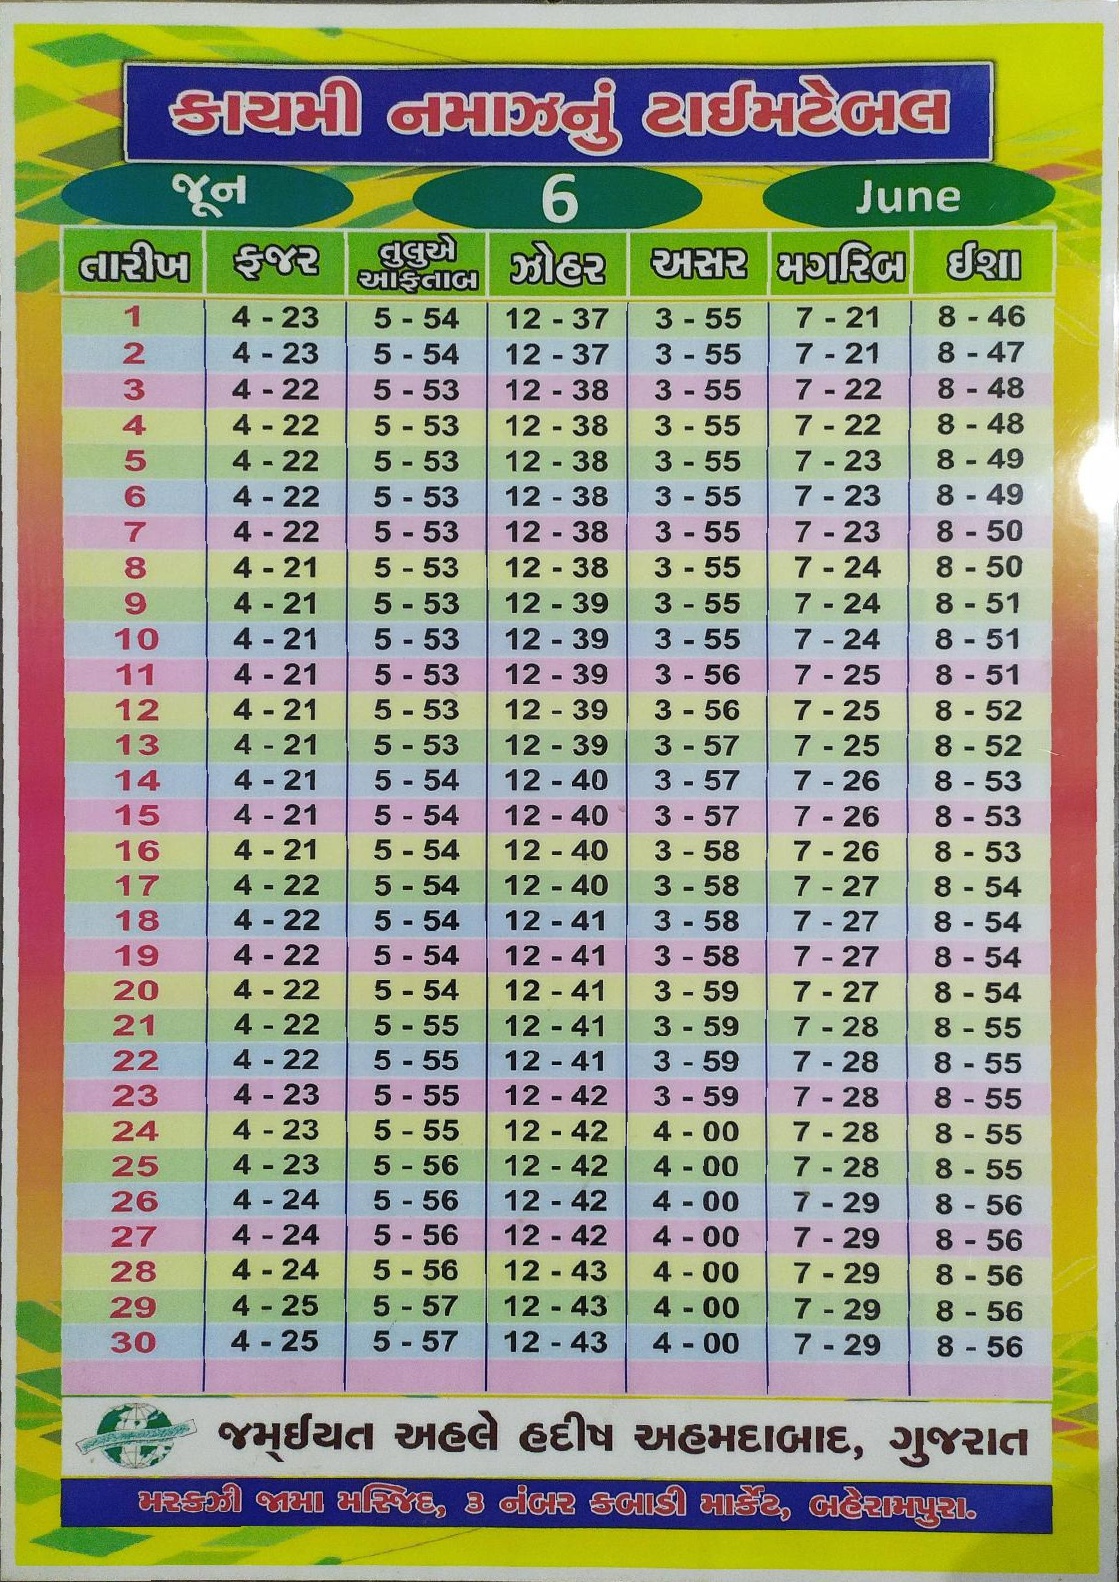 કાયમી નમાઝનું ટાઈમટેબલ
જૂન 6 June
તારીખ ફજર તુલુએ આફતાબ ઝોહર અસર મગરિબ ઈશા
1 4 - 23 5 - 54 12 - 37 3 - 55 7 - 21 8 - 46
2 4 - 23 5 - 54 12 - 37 3 - 55 7 - 21 8 - 47
3 4 - 22 5 - 53 12 - 38 3 - 55 7 - 22 8 - 48
4 4 - 22 5 - 53 12 - 38 3 - 55 7 - 22 8 - 48
5 4 - 22 5 - 53 12 - 38 3 - 55 7 - 23 8 - 49
6 4 - 22 5 - 53 12 - 38 3 - 55 7 - 23 8 - 49
7 4 - 22 5 - 53 12 - 38 3 - 55 7 - 23 8 - 50
8 4 - 21 5 - 53 12 - 38 3 - 55 7 - 24 8 - 50
9 4 - 21 5 - 53 12 - 39 3 - 55 7 - 24 8 - 51
10 4 - 21 5 - 53 12 - 39 3 - 55 7 - 24 8 - 51
11 4 - 21 5 - 53 12 - 39 3 - 56 7 - 25 8 - 51
12 4 - 21 5 - 53 12 - 39 3 - 56 7 - 25 8 - 52
13 4 - 21 5 - 53 12 - 39 3 - 57 7 - 25 8 - 52
14 4 - 21 5 - 54 12 - 40 3 - 57 7 - 26 8 - 53
15 4 - 21 5 - 54 12 - 40 3 - 57 7 - 26 8 - 53
16 4 - 21 5 - 54 12 - 40 3 - 58 7 - 26 8 - 53
17 4 - 22 5 - 54 12 - 40 3 - 58 7 - 27 8 - 54
18 4 - 22 5 - 54 12 - 41 3 - 58 7 - 27 8 - 54
19 4 - 22 5 - 54 12 - 41 3 - 58 7 - 27 8 - 54
20 4 - 22 5 - 54 12 - 41 3 - 59 7 - 27 8 - 54
21 4 - 22 5 - 55 12 - 41 3 - 59 7 - 28 8 - 55
22 4 - 22 5 - 55 12 - 41 3 - 59 7 - 28 8 - 55
23 4 - 23 5 - 55 12 - 42 3 - 59 7 - 28 8 - 55
24 4 - 23 5 - 55 12 - 42 4 - 00 7 - 28 8 - 55
25 4 - 23 5 - 56 12 - 42 4 - 00 7 - 28 8 - 55
26 4 - 24 5 - 56 12 - 42 4 - 00 7 - 29 8 - 56
27 4 - 24 5 - 56 12 - 42 4 - 00 7 - 29 8 - 56
28 4 - 24 5 - 56 12 - 43 4 - 00 7 - 29 8 - 56
29 4 - 25 5 - 57 12 - 43 4 - 00 7 - 29 8 - 56
30 4 - 25 5 - 57 12 - 43 4 - 00 7 - 29 8 - 56
જમ્ઈયત અહલે હદીષ અહમદાબાદ, ગુજરાત
મરકઝી જામા મસ્જિદ, ૩ નંબર કબાડી માર્કેટ, બહેરામપુરા.